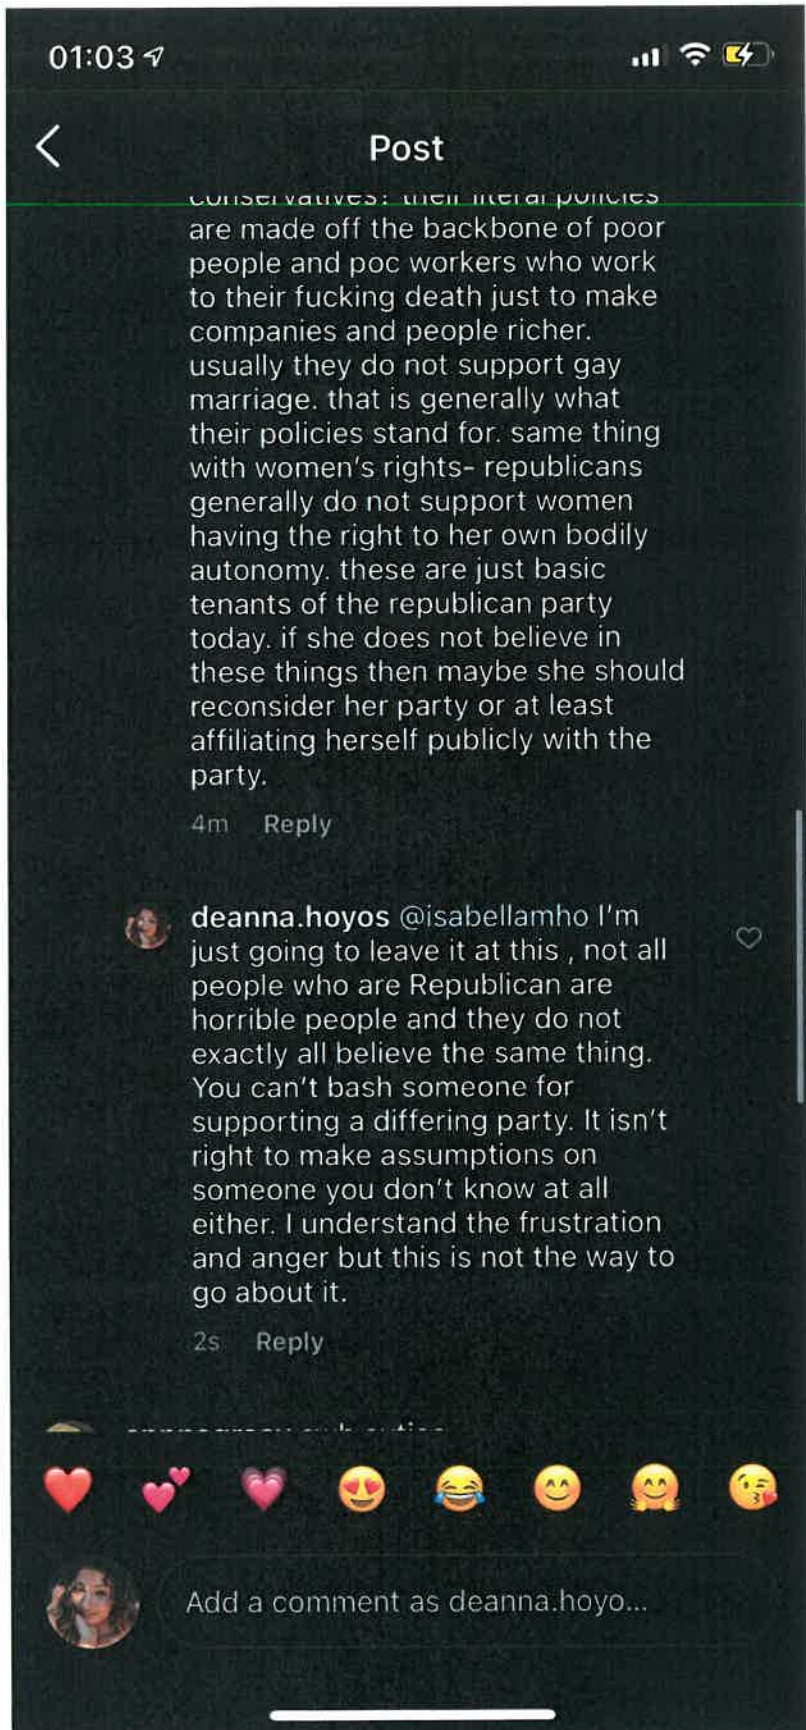 01:03
Post
conservatives? their literal policies
are made off the backbone of poor
people and poc workers who work
to their fucking death just to make
companies and people richer.
usually they do not support gay
marriage. that is generally what
their policies stand for. same thing
with women's rights- republicans
generally do not support women
having the right to her own bodily
autonomy. these are just basic
tenants of the republican party
today. if she does not believe in
these things then maybe she should
reconsider her party or at least
affiliating herself publicly with the
party.
4m Reply
deanna.hoyos @isabellamho I'm
just going to leave it at this , not all
people who are Republican are
horrible people and they do not
exactly all believe the same thing.
You can't bash someone for
supporting a differing party. It isn't
right to make assumptions on
someone you don't know at all
either. I understand the frustration
and anger but this is not the way to
go about it.
2s Reply
Add a comment as deanna.hoyo...